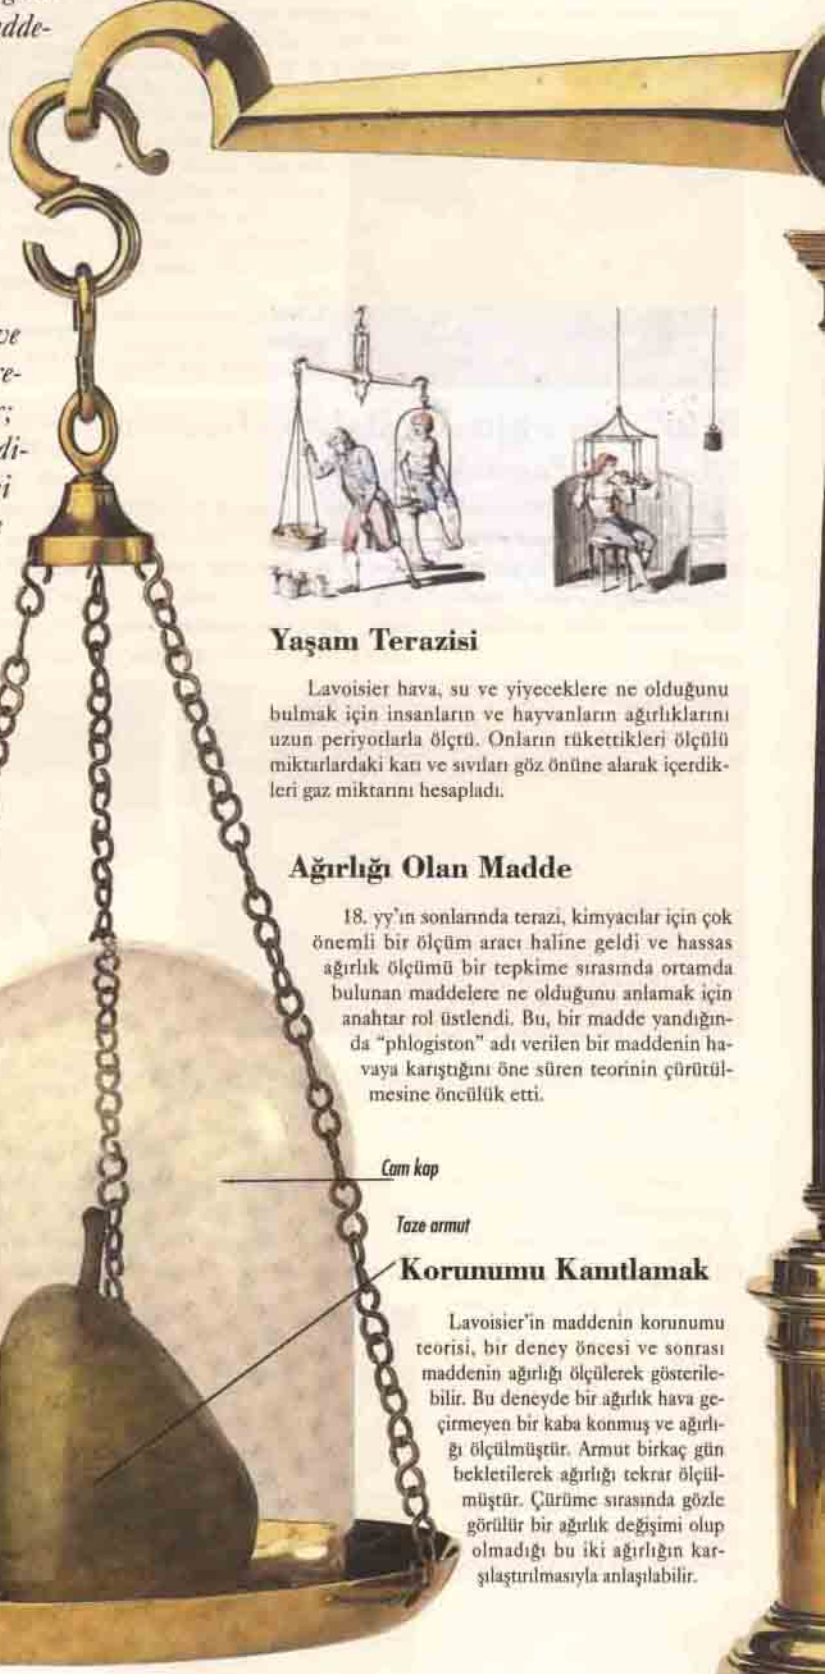 dde-
ve
re-
r;
di-
i
Yaşam Terazisi
Lavoisier hava, su ve yiyeceklere ne olduğunu
bulmak için insanların ve hayvanların ağırlıklarını
uzun periyotlarla ölçtü. Onların tükettikleri ölçülü
miktarlardaki katı ve sıvıları göz önüne alarak içerdik-
leri gaz miktarını hesapladı.
Ağırlığı Olan Madde
18. yy'ın sonlarında terazi, kimyacılar için çok
önemli bir ölçüm aracı haline geldi ve hassas
ağırlık ölçümü bir tepkime sırasında ortamda
bulunan maddelere ne olduğunu anlamak için
anahtar rol üstlendi. Bu, bir madde yandığın-
da "phlogiston" adı verilen bir maddenin ha-
vaya karıştığını öne süren teorinin çürütül-
mesine öncülük etti.
Cam kap
Taze armut
Korunumu Kanıtlamak
Lavoisier'in maddenin korunumu
teorisi, bir deney öncesi ve sonrası
maddenin ağırlığı ölçülerek gösterile-
bilir. Bu deneyde bir ağırlık hava ge-
çirmeyen bir kaba konmuş ve ağırlı-
ğı ölçülmüştür. Armut birkaç gün
bekletilerek ağırlığı tekrar ölçül-
müştür. Çürüme sırasında gözle
görülür bir ağırlık değişimi olup
olmadığı bu iki ağırlığın kar-
şılaştırılmasıyla anlaşılabilir.